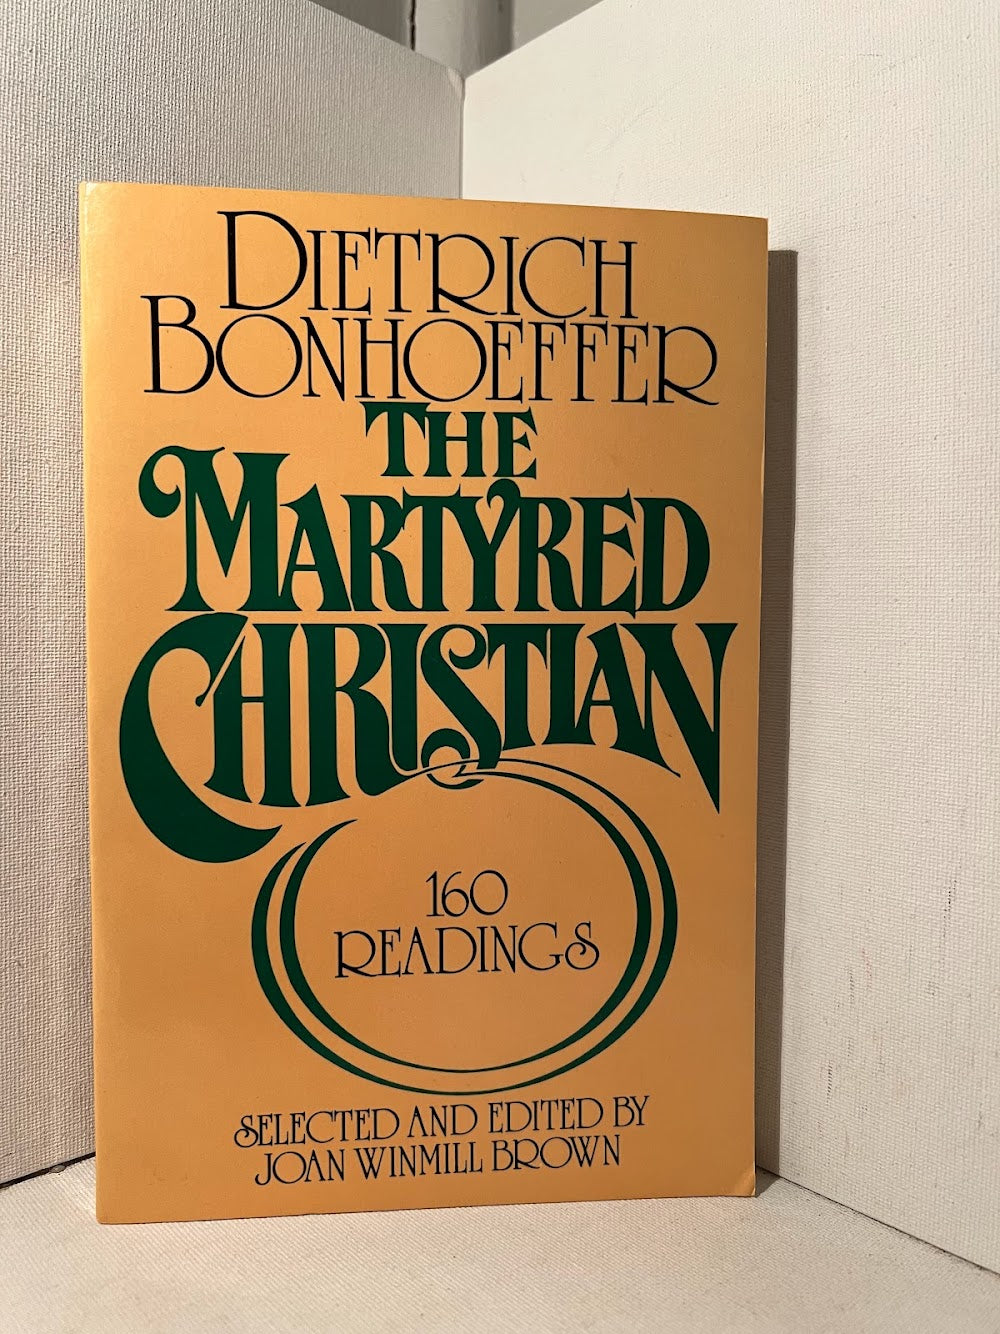 DIETRICH
BONHOEFFER
THE
MARTYRED
CHRISTIAN
160
READINGS
SELECTED AND EDITED BY
JOAN WINMILL BROWN